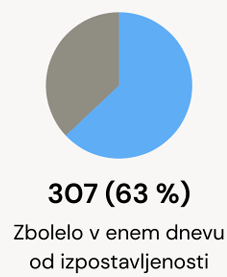 307 (63 %)
Zbolelo v enem dnevu
od izpostavljenosti